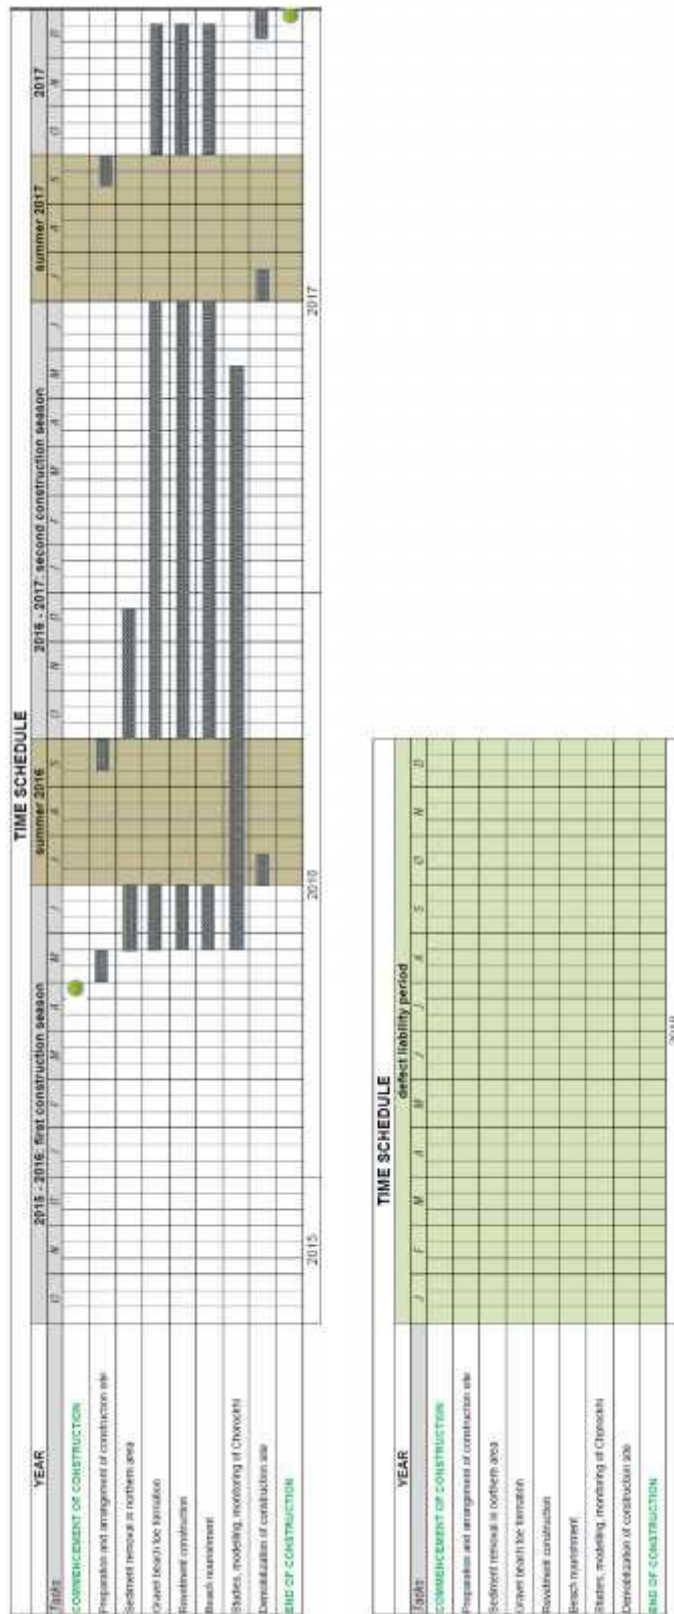 TIME SCHEDULE
YEAR 2015 - 2016: first construction season summer 2016 2016 - 2017: second construction season summer 2017 2017
Tasks O N D J F M A M J J A S O N D J F M A M J J A S O N D
COMMENCEMENT OF CONSTRUCTION
Preparation and arrangement of construction site
Sediment removal in northern area
Gravel beach toe formation
Revetment construction
Beach nourishment
Studies, modelling, monitoring of Chorockhi
Demobilization of construction site
END OF CONSTRUCTION
2015 2016 2017
TIME SCHEDULE
YEAR defect liability period
Tasks J F M A M J J A S O N D
COMMENCEMENT OF CONSTRUCTION
Preparation and arrangement of construction site
Sediment removal in northern area
Gravel beach toe formation
Revetment construction
Beach nourishment
Studies, modelling, monitoring of Chorockhi
Demobilization of construction site
END OF CONSTRUCTION